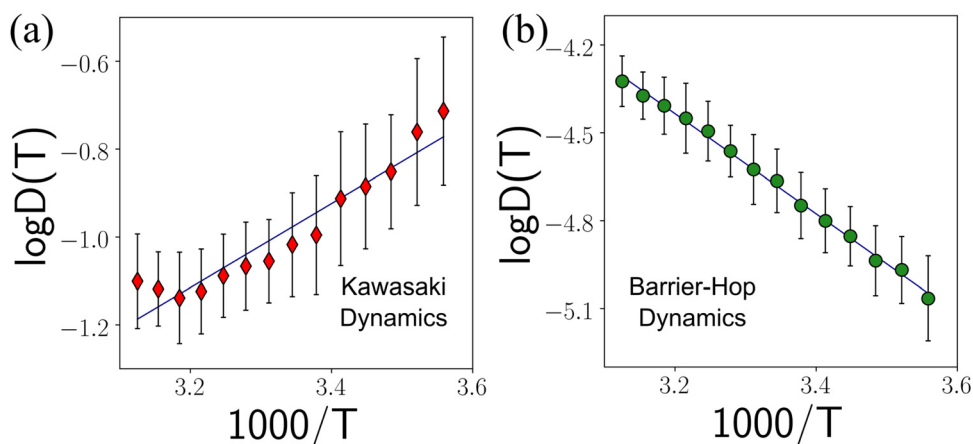 (a)
logD(T)
−0.6
−0.8
−1.0
−1.2
Kawasaki
Dynamics
3.2
3.4
3.6
1000/T
(b)
logD(T)
−4.2
−4.5
−4.8
−5.1
Barrier-Hop
Dynamics
3.2
3.4
3.6
1000/T